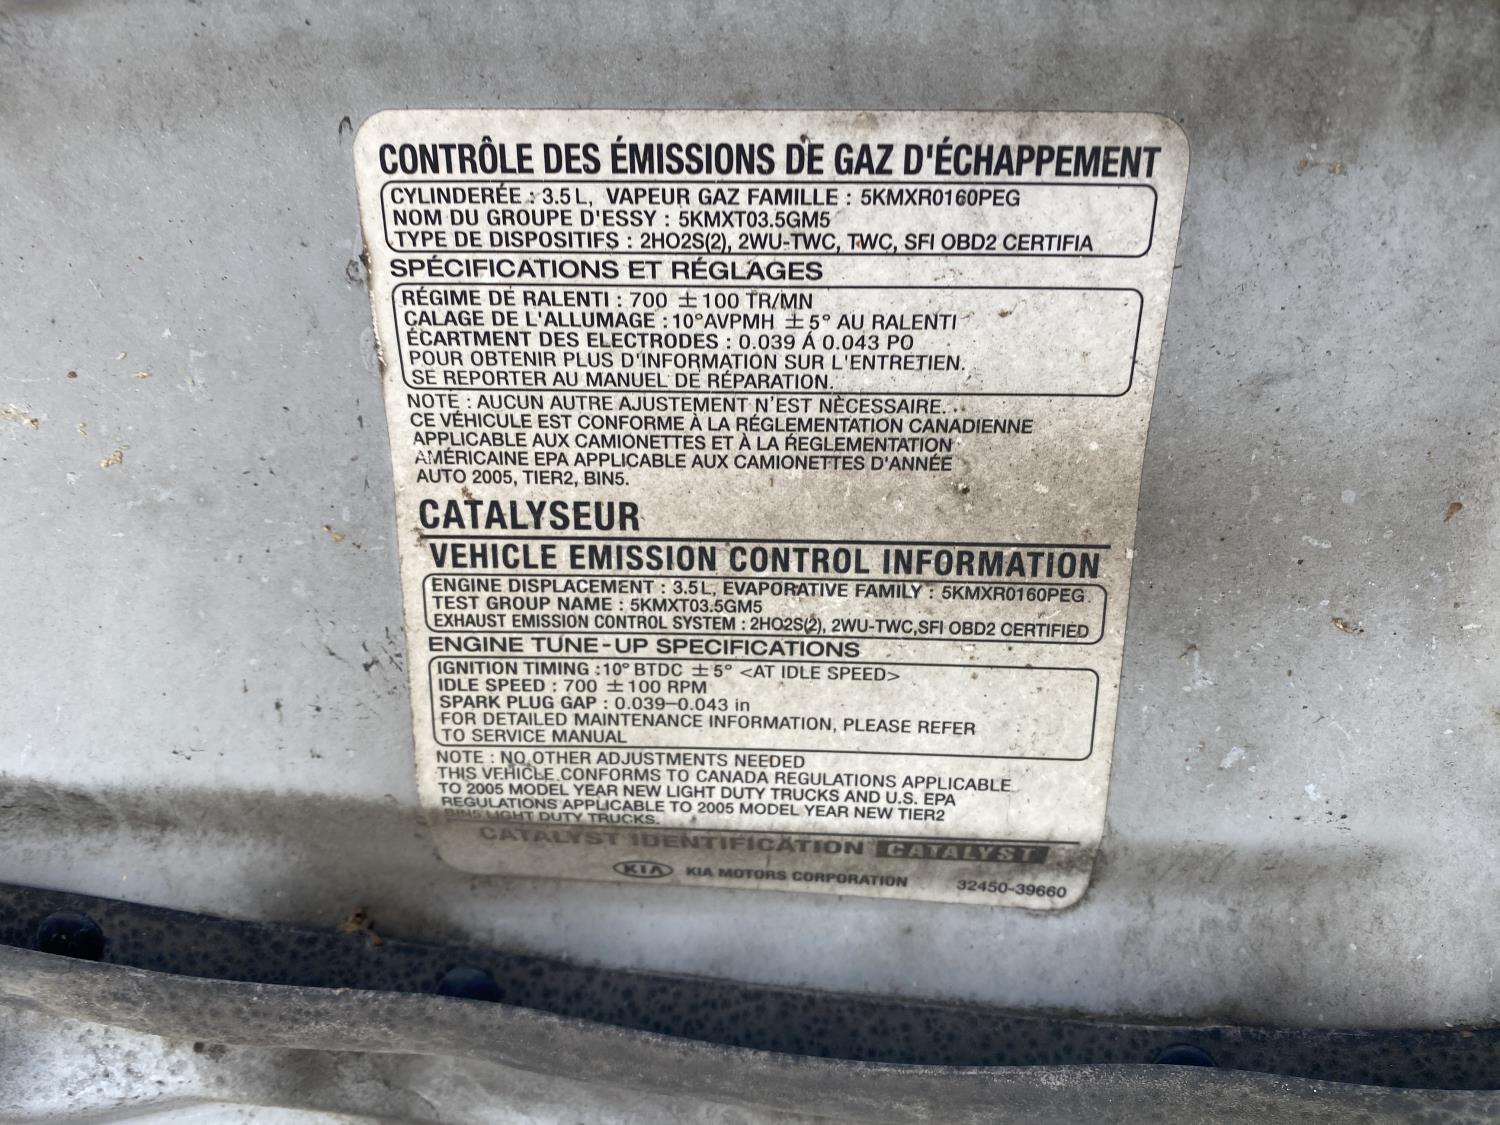 CONTRÔLE DES ÉMISSIONS DE GAZ D'ÉCHAPPEMENT
CYLINDERÉE : 3.5 L, VAPEUR GAZ FAMILLE : 5KMXR0160PEG
NOM DU GROUPE D'ESSY : 5KMXT03.5GM5
TYPE DE DISPOSITIFS : 2HO2S(2), 2WU-TWC, TWC, SFI OBD2 CERTIFIA
SPÉCIFICATIONS ET RÉGLAGES
RÉGIME DE RALENTI : 700 ±100 TR/MN
CALAGE DE L'ALLUMAGE : 10°AVPMH ±5° AU RALENTI
ÉCARTMENT DES ELECTRODES : 0.039 Á 0.043 PO
POUR OBTENIR PLUS D'INFORMATION SUR L'ENTRETIEN.
SE REPORTER AU MANUEL DE RÉPARATION.
NOTE : AUCUN AUTRE AJUSTEMENT N'EST NÈCESSAIRE.
CE VÉHICULE EST CONFORME À LA RÉGLEMENTATION CANADIENNE
APPLICABLE AUX CAMIONETTES ET À LA REGLEMENTATION
AMÉRICAINE EPA APPLICABLE AUX CAMIONETTES D'ANNÉE
AUTO 2005, TIER2, BIN5.
CATALYSEUR
VEHICLE EMISSION CONTROL INFORMATION
ENGINE DISPLACEMENT : 3.5 L, EVAPORATIVE FAMILY : 5KMXR0160PEG
TEST GROUP NAME : 5KMXT03.5GM5
EXHAUST EMISSION CONTROL SYSTEM : 2HO2S(2), 2WU-TWC,SFI OBD2 CERTIFIED
ENGINE TUNE-UP SPECIFICATIONS
IGNITION TIMING :10° BTDC ±5° <AT IDLE SPEED>
IDLE SPEED : 700 ±100 RPM
SPARK PLUG GAP : 0.039–0.043 in
FOR DETAILED MAINTENANCE INFORMATION, PLEASE REFER
TO SERVICE MANUAL
NOTE : NO OTHER ADJUSTMENTS NEEDED
THIS VEHICLE CONFORMS TO CANADA REGULATIONS APPLICABLE
TO 2005 MODEL YEAR NEW LIGHT DUTY TRUCKS AND U.S. EPA
REGULATIONS APPLICABLE TO 2005 MODEL YEAR NEW TIER2
BIN5 LIGHT DUTY TRUCKS.
CATALYST IDENTIFICATION CATALYST
KIA KIA MOTORS CORPORATION 32450-39660